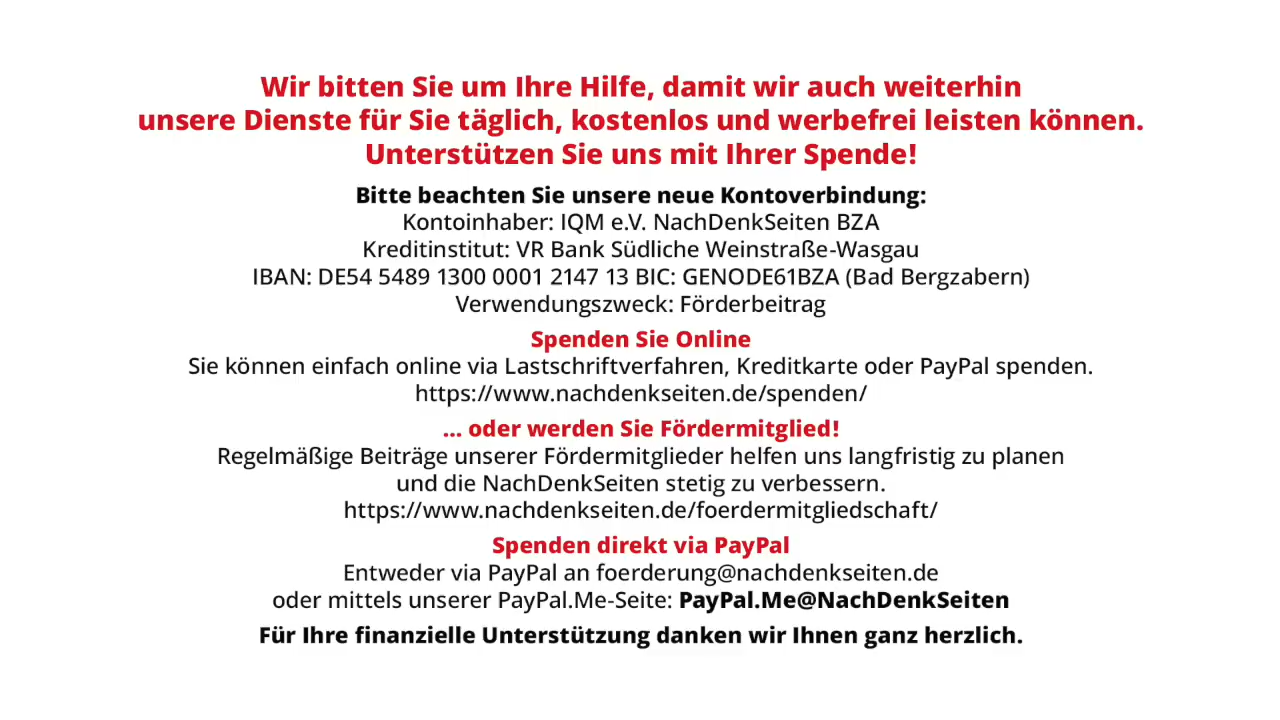 Wir bitten Sie um Ihre Hilfe, damit wir auch weiterhin
unsere Dienste für Sie täglich, kostenlos und werbefrei leisten können.
Unterstützen Sie uns mit Ihrer Spende!
Bitte beachten Sie unsere neue Kontoverbindung:
Kontoinhaber: IQM e.V. NachDenkSeiten BZA
Kreditinstitut: VR Bank Südliche Weinstraße-Wasgau
IBAN: DE54 5489 1300 0001 2147 13 BIC: GENODE61BZA (Bad Bergzabern)
Verwendungszweck: Förderbeitrag
Spenden Sie Online
Sie können einfach online via Lastschriftverfahren, Kreditkarte oder PayPal spenden.
https://www.nachdenkseiten.de/spenden/
... oder werden Sie Fördermitglied!
Regelmäßige Beiträge unserer Fördermitglieder helfen uns langfristig zu planen
und die NachDenkSeiten stetig zu verbessern.
https://www.nachdenkseiten.de/foerdermitgliedschaft/
Spenden direkt via PayPal
Entweder via PayPal an foerderung@nachdenkseiten.de
oder mittels unserer PayPal.Me-Seite: PayPal.Me@NachDenkSeiten
Für Ihre finanzielle Unterstützung danken wir Ihnen ganz herzlich.